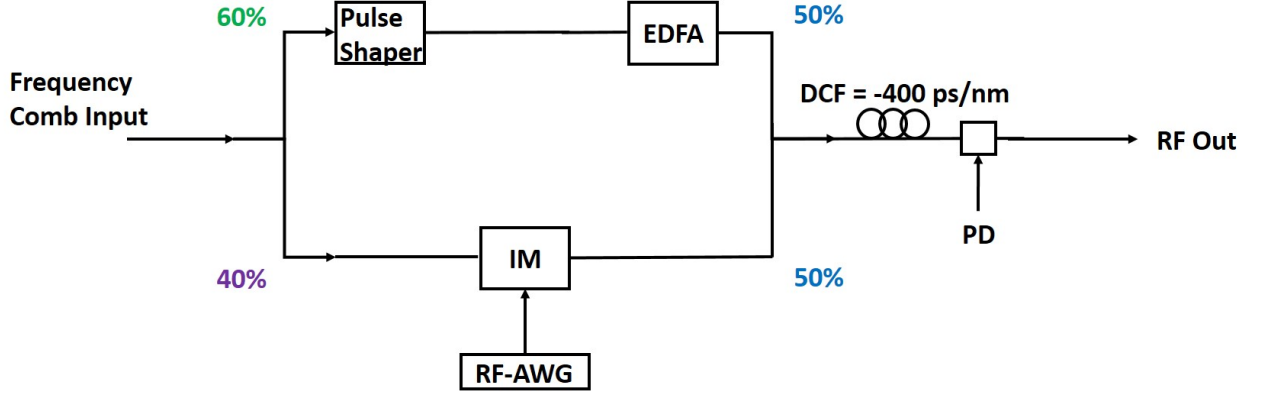 60%
Pulse
Shaper
EDFA
50%
Frequency
Comb Input
DCF = -400 ps/nm
RF Out
PD
40%
IM
50%
RF-AWG